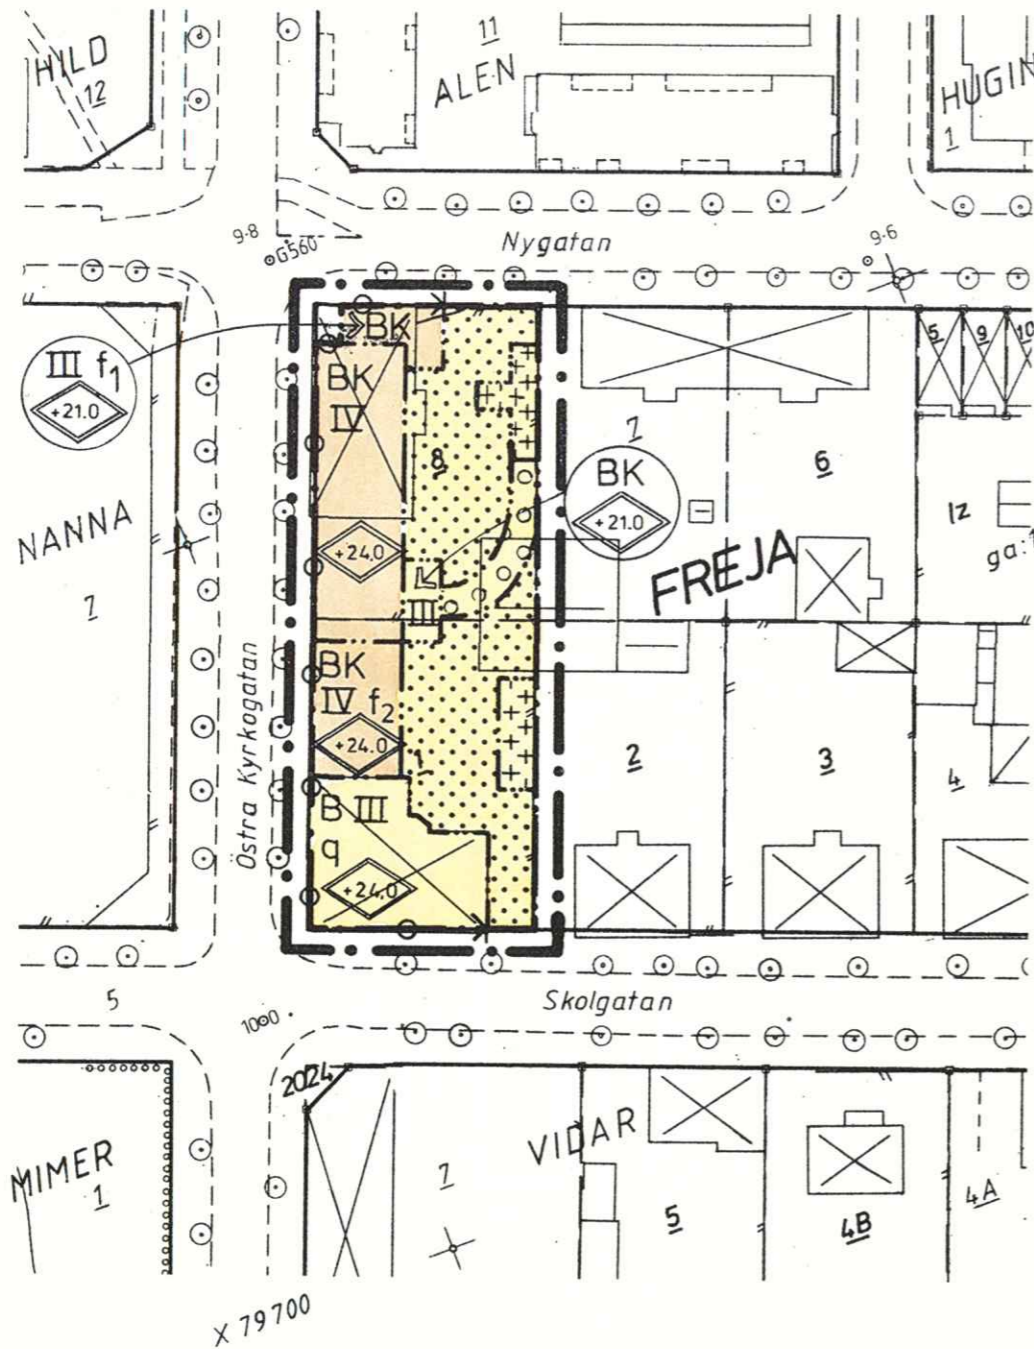 HILD
12
11
ALEN
HUGIN
1
Nygatan
9.8
G560
9.6
III f1
+21.0
BK
BK
IV
8
+24.0
III
BK
+21.0
7
6
5
9
10
12
ga:1
NANNA
7
FREJA
Östra Kyrkogatan
BK
IV f2
+24.0
B III
q
+24.0
2
3
4
Skolgatan
5
1000
2024
MIMER
1
7
VIDAR
5
4B
4A
X 79700